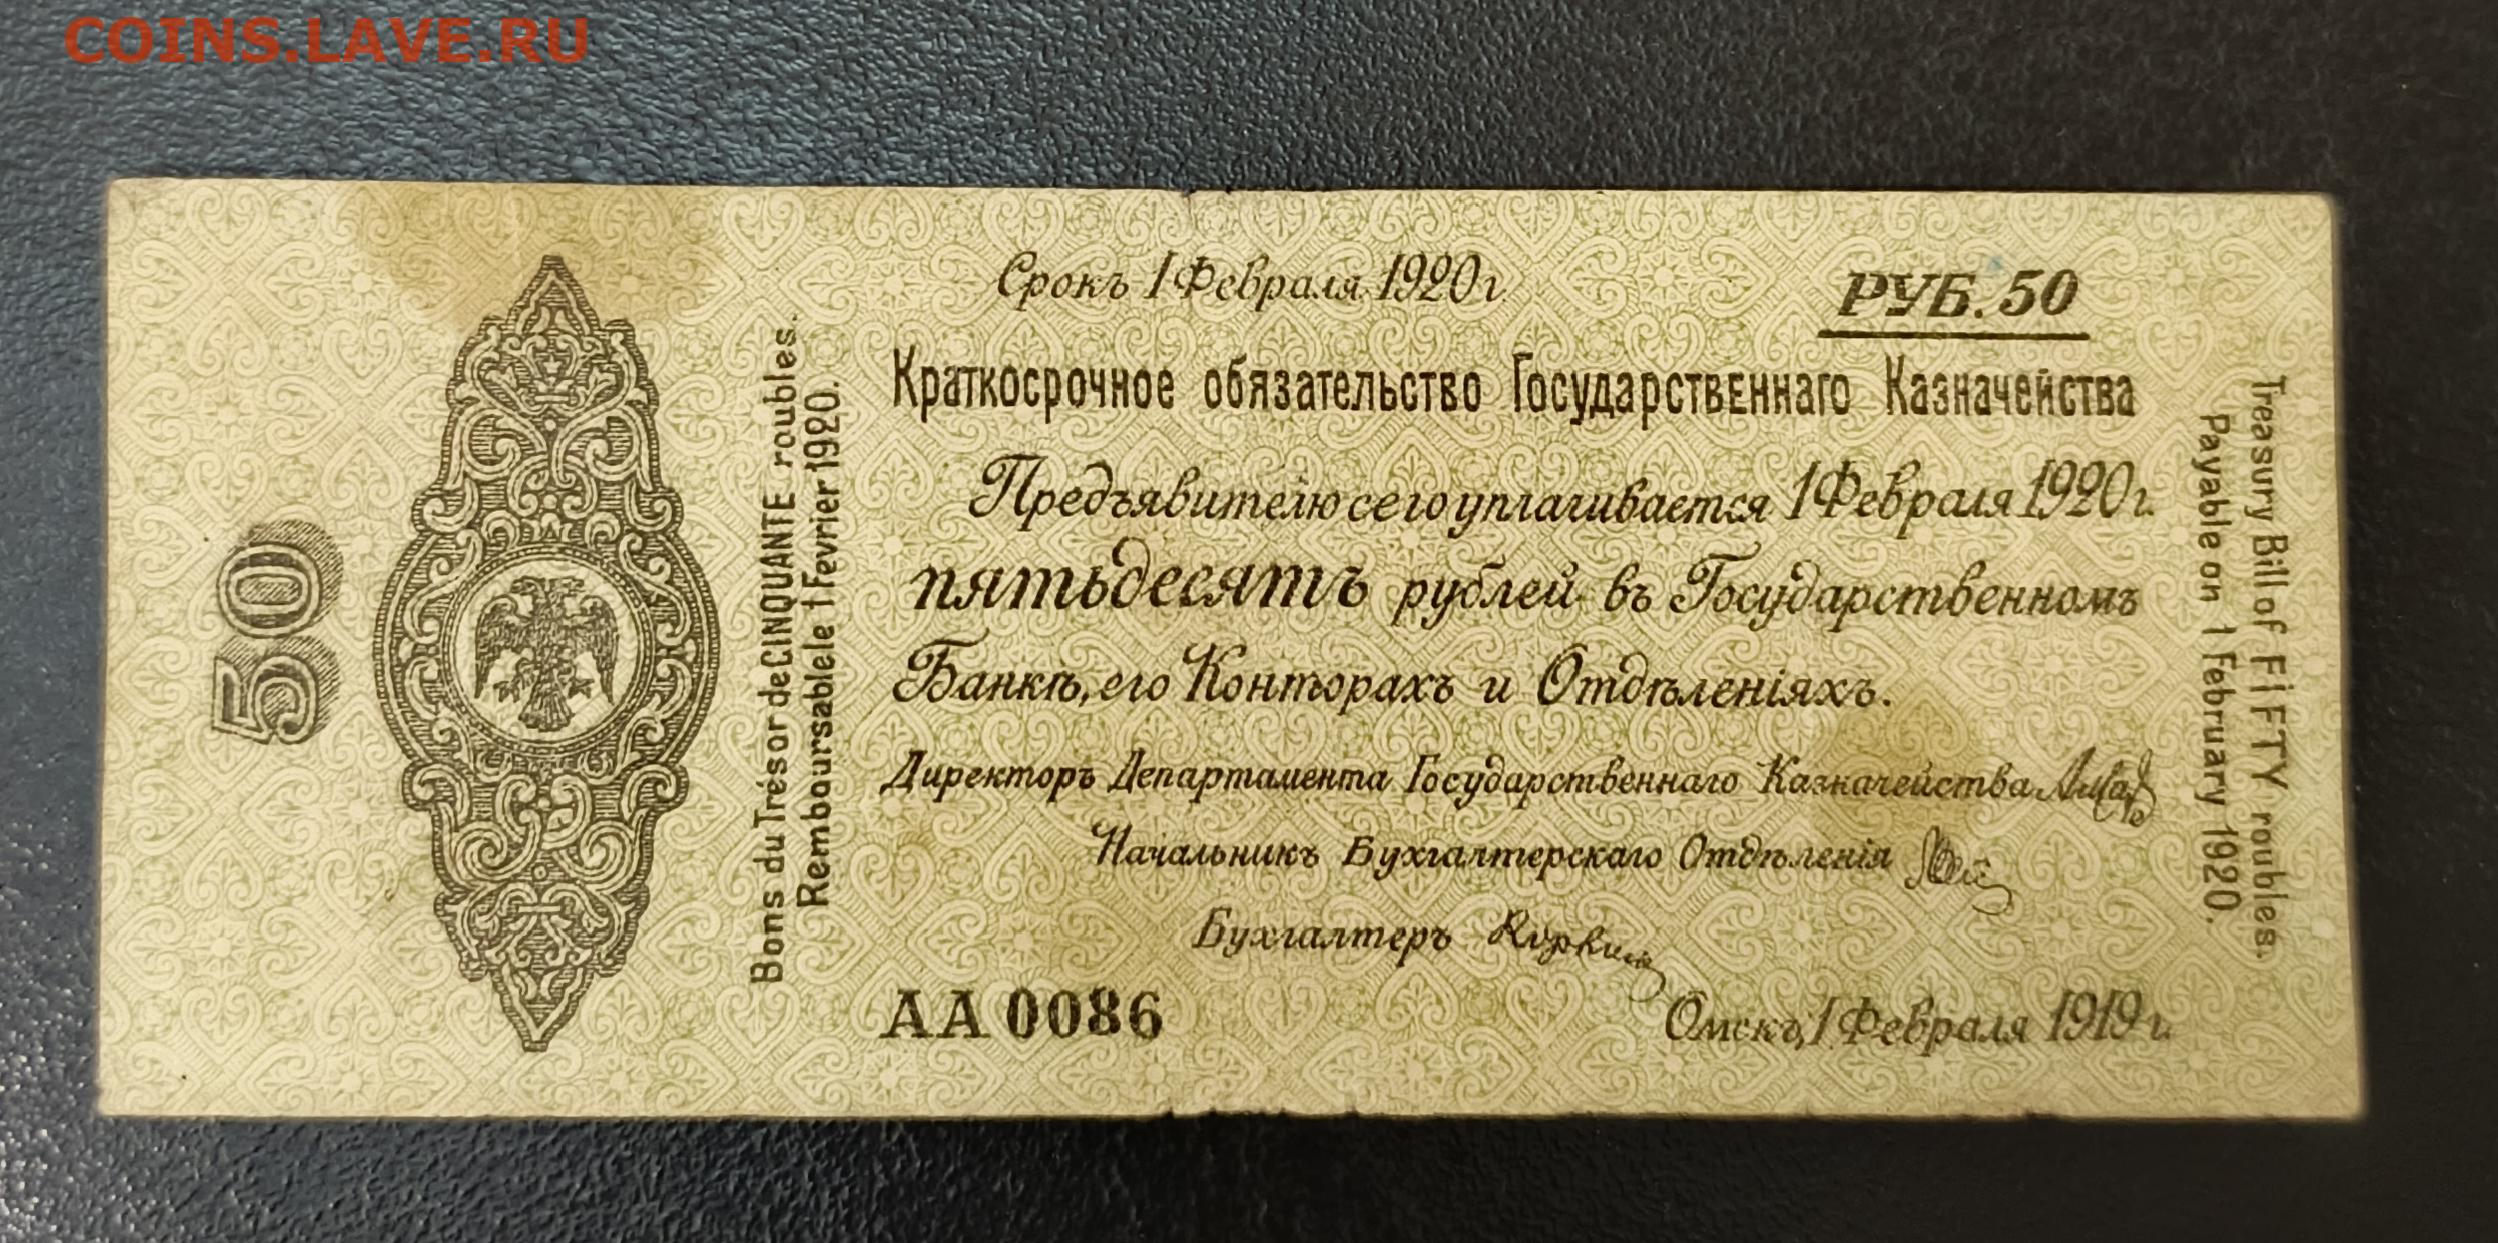 COINS.LAVE.RU
50
Bons du Trésor de CINQUANTE roubles.
Remboursable le 1 Fevrier 1920.
Срокъ 1 Февраля 1920 г.
РУБ. 50
Краткосрочное обязательство Государственнаго Казначейства
Предъявителю сего уплачивается 1 Февраля 1920 г.
пятьдесятъ рублей въ Государственномъ
Банкѣ, его Конторахъ и Отдѣленіяхъ.
Директоръ Департамента Государственнаго Казначейства
Начальникъ Бухгалтерскаго Отдѣленія
Бухгалтеръ
АА 0086
Омскъ, 1 Февраля 1919 г.
Treasury Bill of FiFTY roubles.
Payable on 1 February 1920.